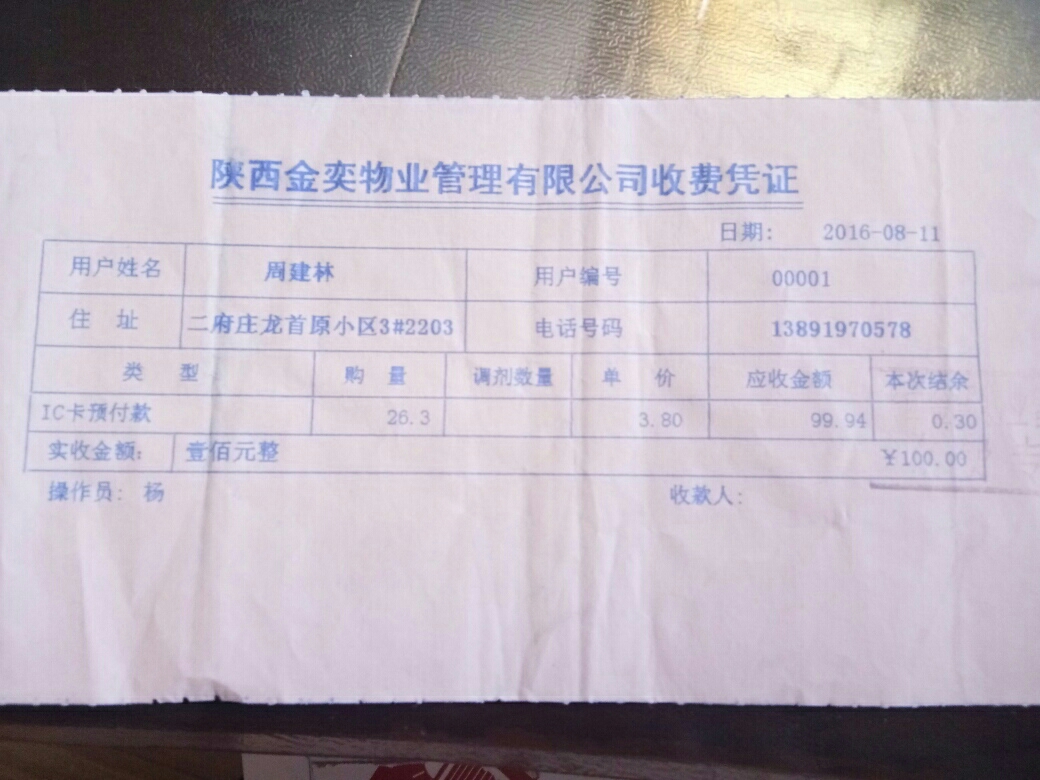 陕西金奕物业管理有限公司收费凭证
日期: 2016-08-11
用户姓名 周建林 用户编号 00001
住 址 二府庄龙首原小区3#2203 电话号码 13891970578
类 型 购 量 调剂数量 单 价 应收金额 本次结余
IC卡预付款 26.3 3.80 99.94 0.30
实收金额: 壹佰元整 ¥100.00
操作员: 杨 收款人: